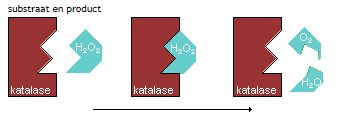 substraat en product
H₂O₂
katalase
H₂O₂
katalase
O₂
H₂O
katalase